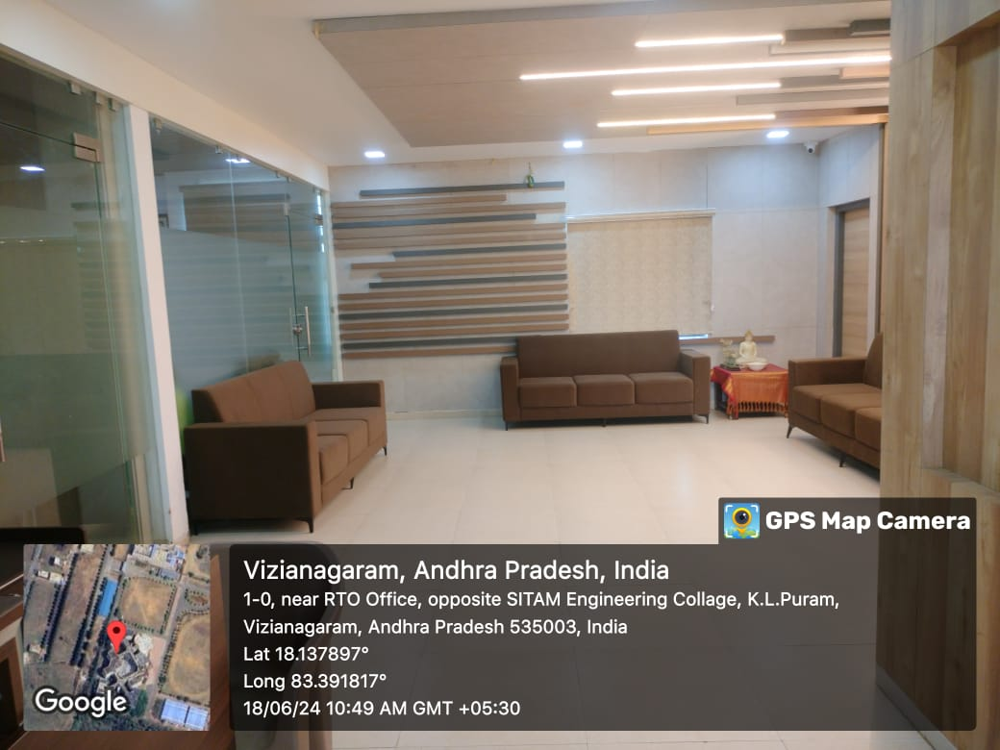 GPS Map Camera
Vizianagaram, Andhra Pradesh, India
1-0, near RTO Office, opposite SITAM Engineering Collage, K.L.Puram,
Vizianagaram, Andhra Pradesh 535003, India
Lat 18.137897°
Long 83.391817°
18/06/24 10:49 AM GMT +05:30
Google